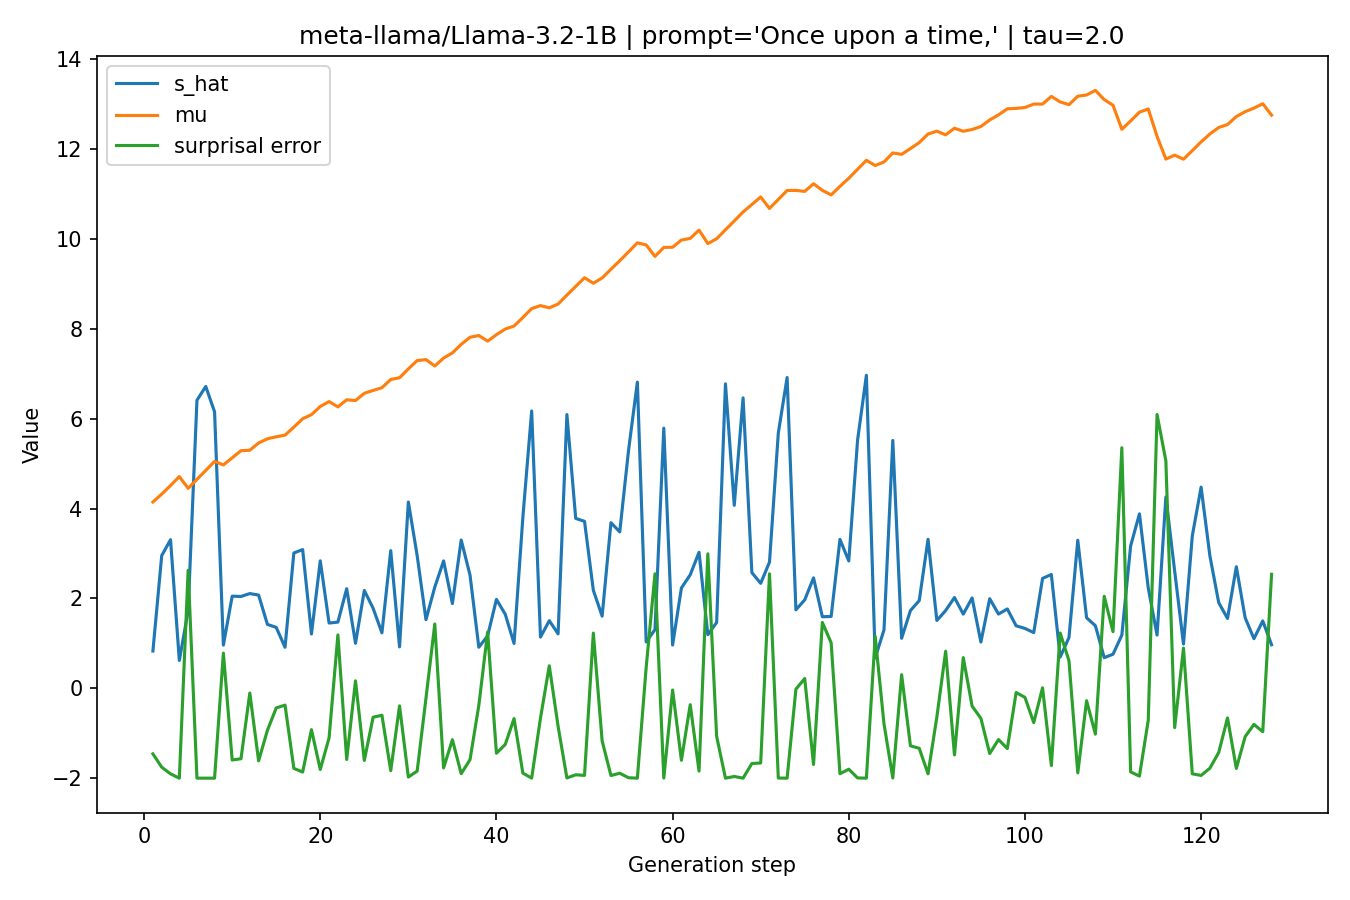 meta-llama/Llama-3.2-1B | prompt='Once upon a time,' | tau=2.0
s_hat
mu
surprisal error
Value
14
12
10
8
6
4
2
0
−2
0 20 40 60 80 100 120
Generation step